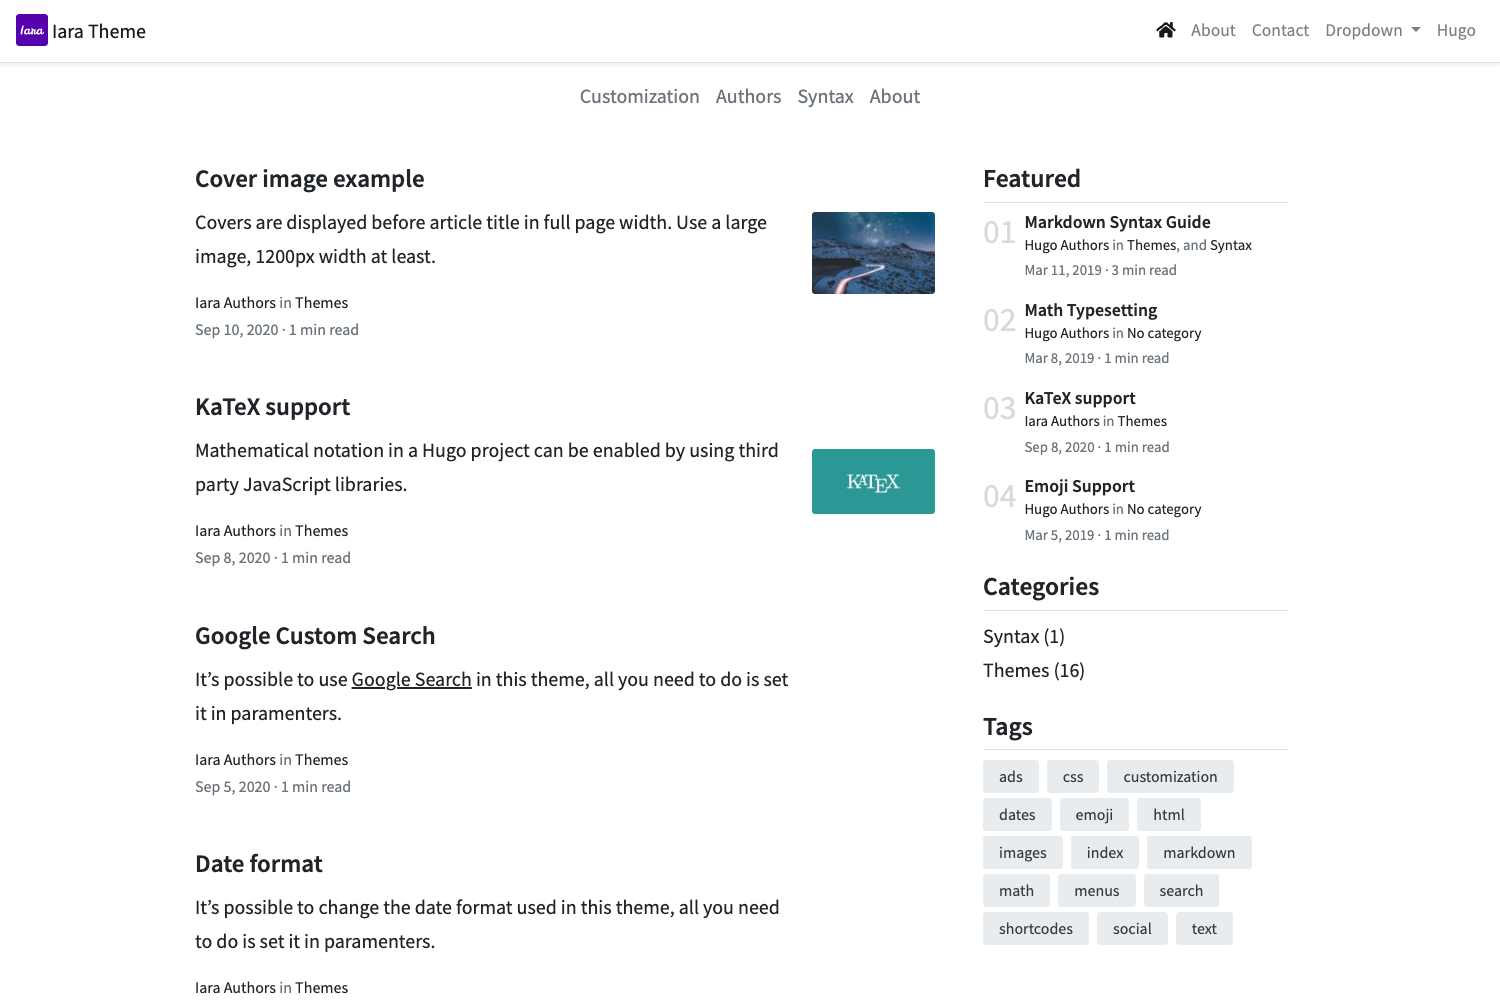 Iara
Iara Theme
About Contact Dropdown Hugo
Customization Authors Syntax About
Cover image example
Covers are displayed before article title in full page width. Use a large
image, 1200px width at least.
Iara Authors in Themes
Sep 10, 2020 · 1 min read
KaTeX support
Mathematical notation in a Hugo project can be enabled by using third
party JavaScript libraries.
KATEX
Iara Authors in Themes
Sep 8, 2020 · 1 min read
Google Custom Search
It’s possible to use Google Search in this theme, all you need to do is set
it in paramenters.
Iara Authors in Themes
Sep 5, 2020 · 1 min read
Date format
It’s possible to change the date format used in this theme, all you need
to do is set it in paramenters.
Iara Authors in Themes
Featured
01 Markdown Syntax Guide
Hugo Authors in Themes, and Syntax
Mar 11, 2019 · 3 min read
02 Math Typesetting
Hugo Authors in No category
Mar 8, 2019 · 1 min read
03 KaTeX support
Iara Authors in Themes
Sep 8, 2020 · 1 min read
04 Emoji Support
Hugo Authors in No category
Mar 5, 2019 · 1 min read
Categories
Syntax (1)
Themes (16)
Tags
ads css customization
dates emoji html
images index markdown
math menus search
shortcodes social text